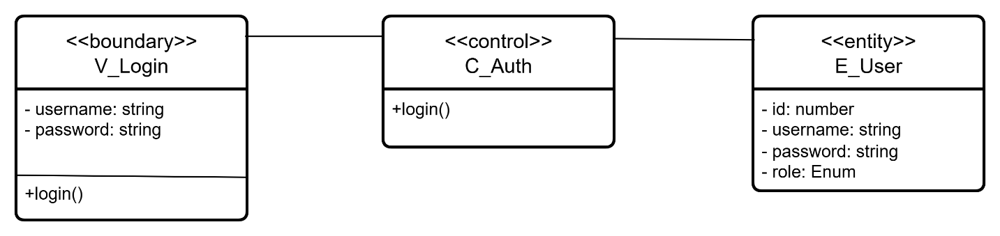 <<boundary>>
V_Login
- username: string
- password: string
+login()
<<control>>
C_Auth
+login()
<<entity>>
E_User
- id: number
- username: string
- password: string
- role: Enum